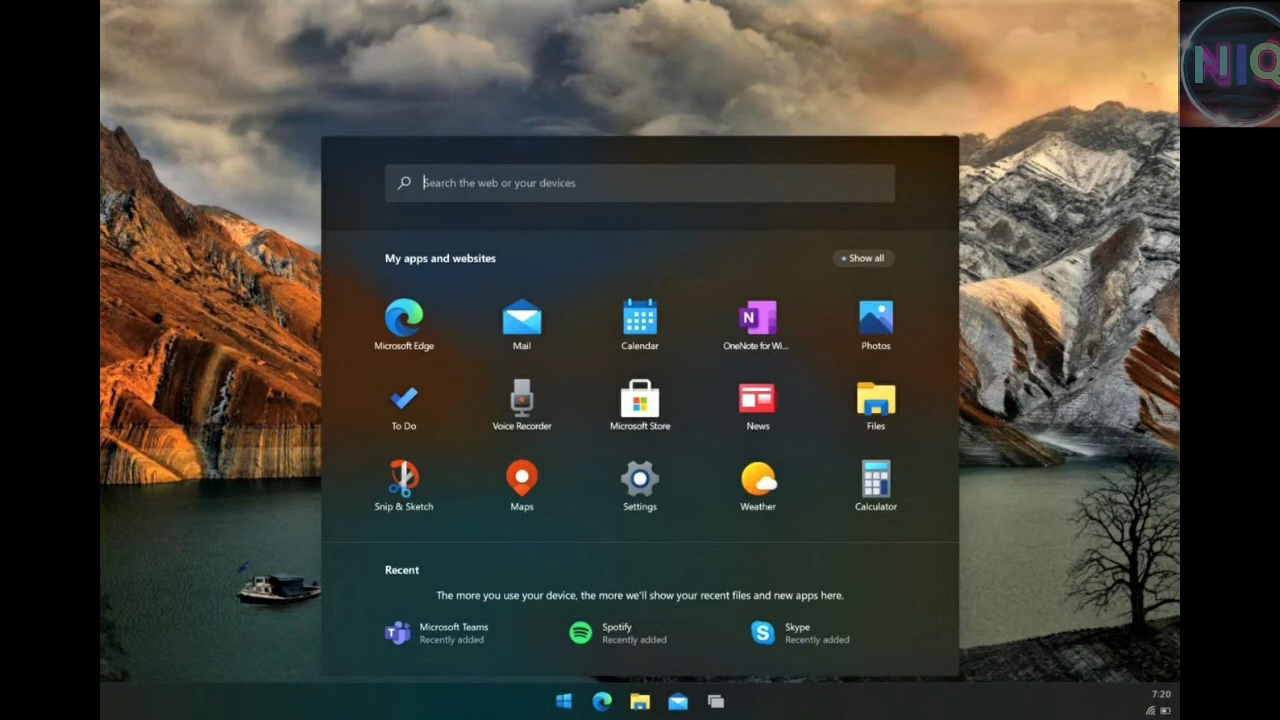 NIQ
Search the web or your devices
My apps and websites
Show all
Microsoft Edge
Mail
Calendar
OneNote for Wi...
Photos
To Do
Voice Recorder
Microsoft Store
News
Files
Snip & Sketch
Maps
Settings
Weather
Calculator
Recent
The more you use your device, the more we'll show your recent files and new apps here.
Microsoft Teams
Recently added
Spotify
Recently added
Skype
Recently added
7:20